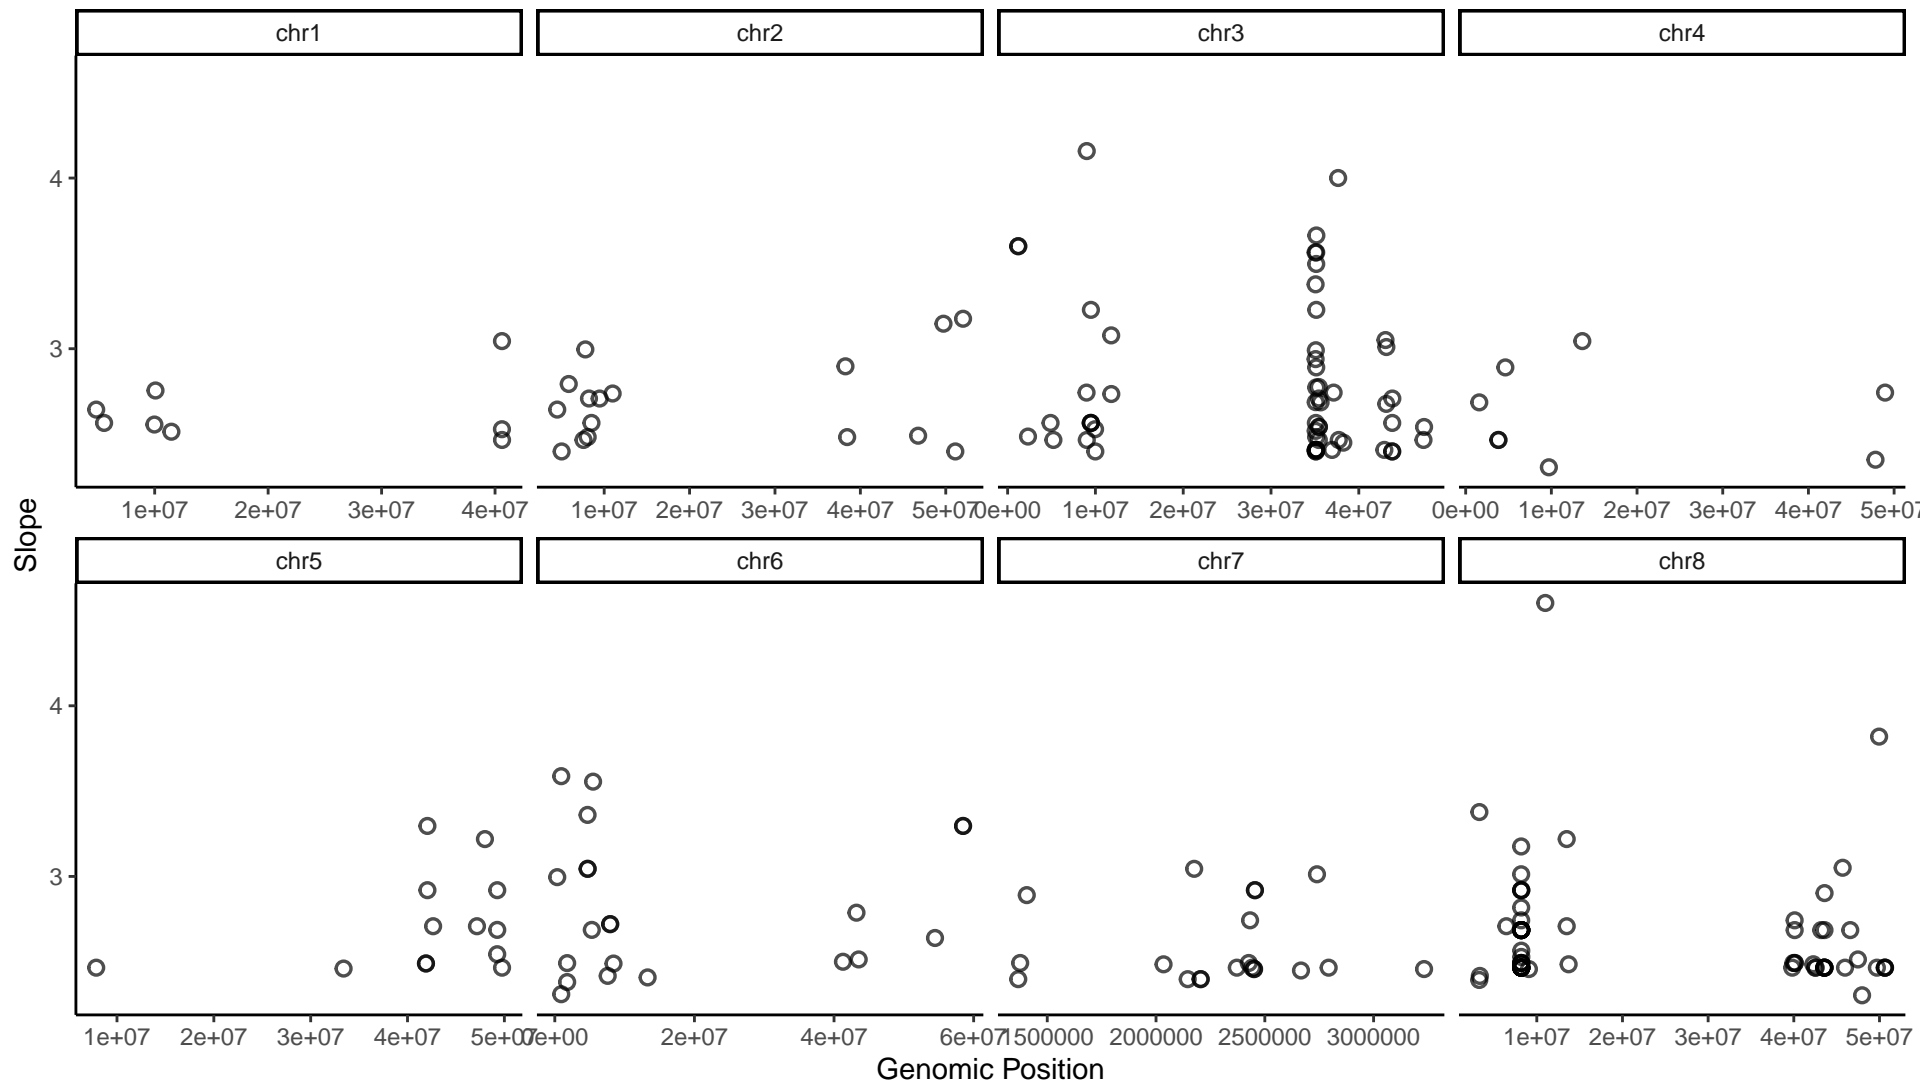 chr1 chr2 chr3 chr4
4
3
1e+07 2e+07 3e+07 4e+07 1e+07 2e+07 3e+07 4e+07 5e+07 0e+00 1e+07 2e+07 3e+07 4e+07 0e+00 1e+07 2e+07 3e+07 4e+07 5e+07
Slope
chr5 chr6 chr7 chr8
4
3
1e+07 2e+07 3e+07 4e+07 5e+07 0e+00 2e+07 4e+07 6e+07 1500000 2000000 2500000 3000000 1e+07 2e+07 3e+07 4e+07 5e+07
Genomic Position